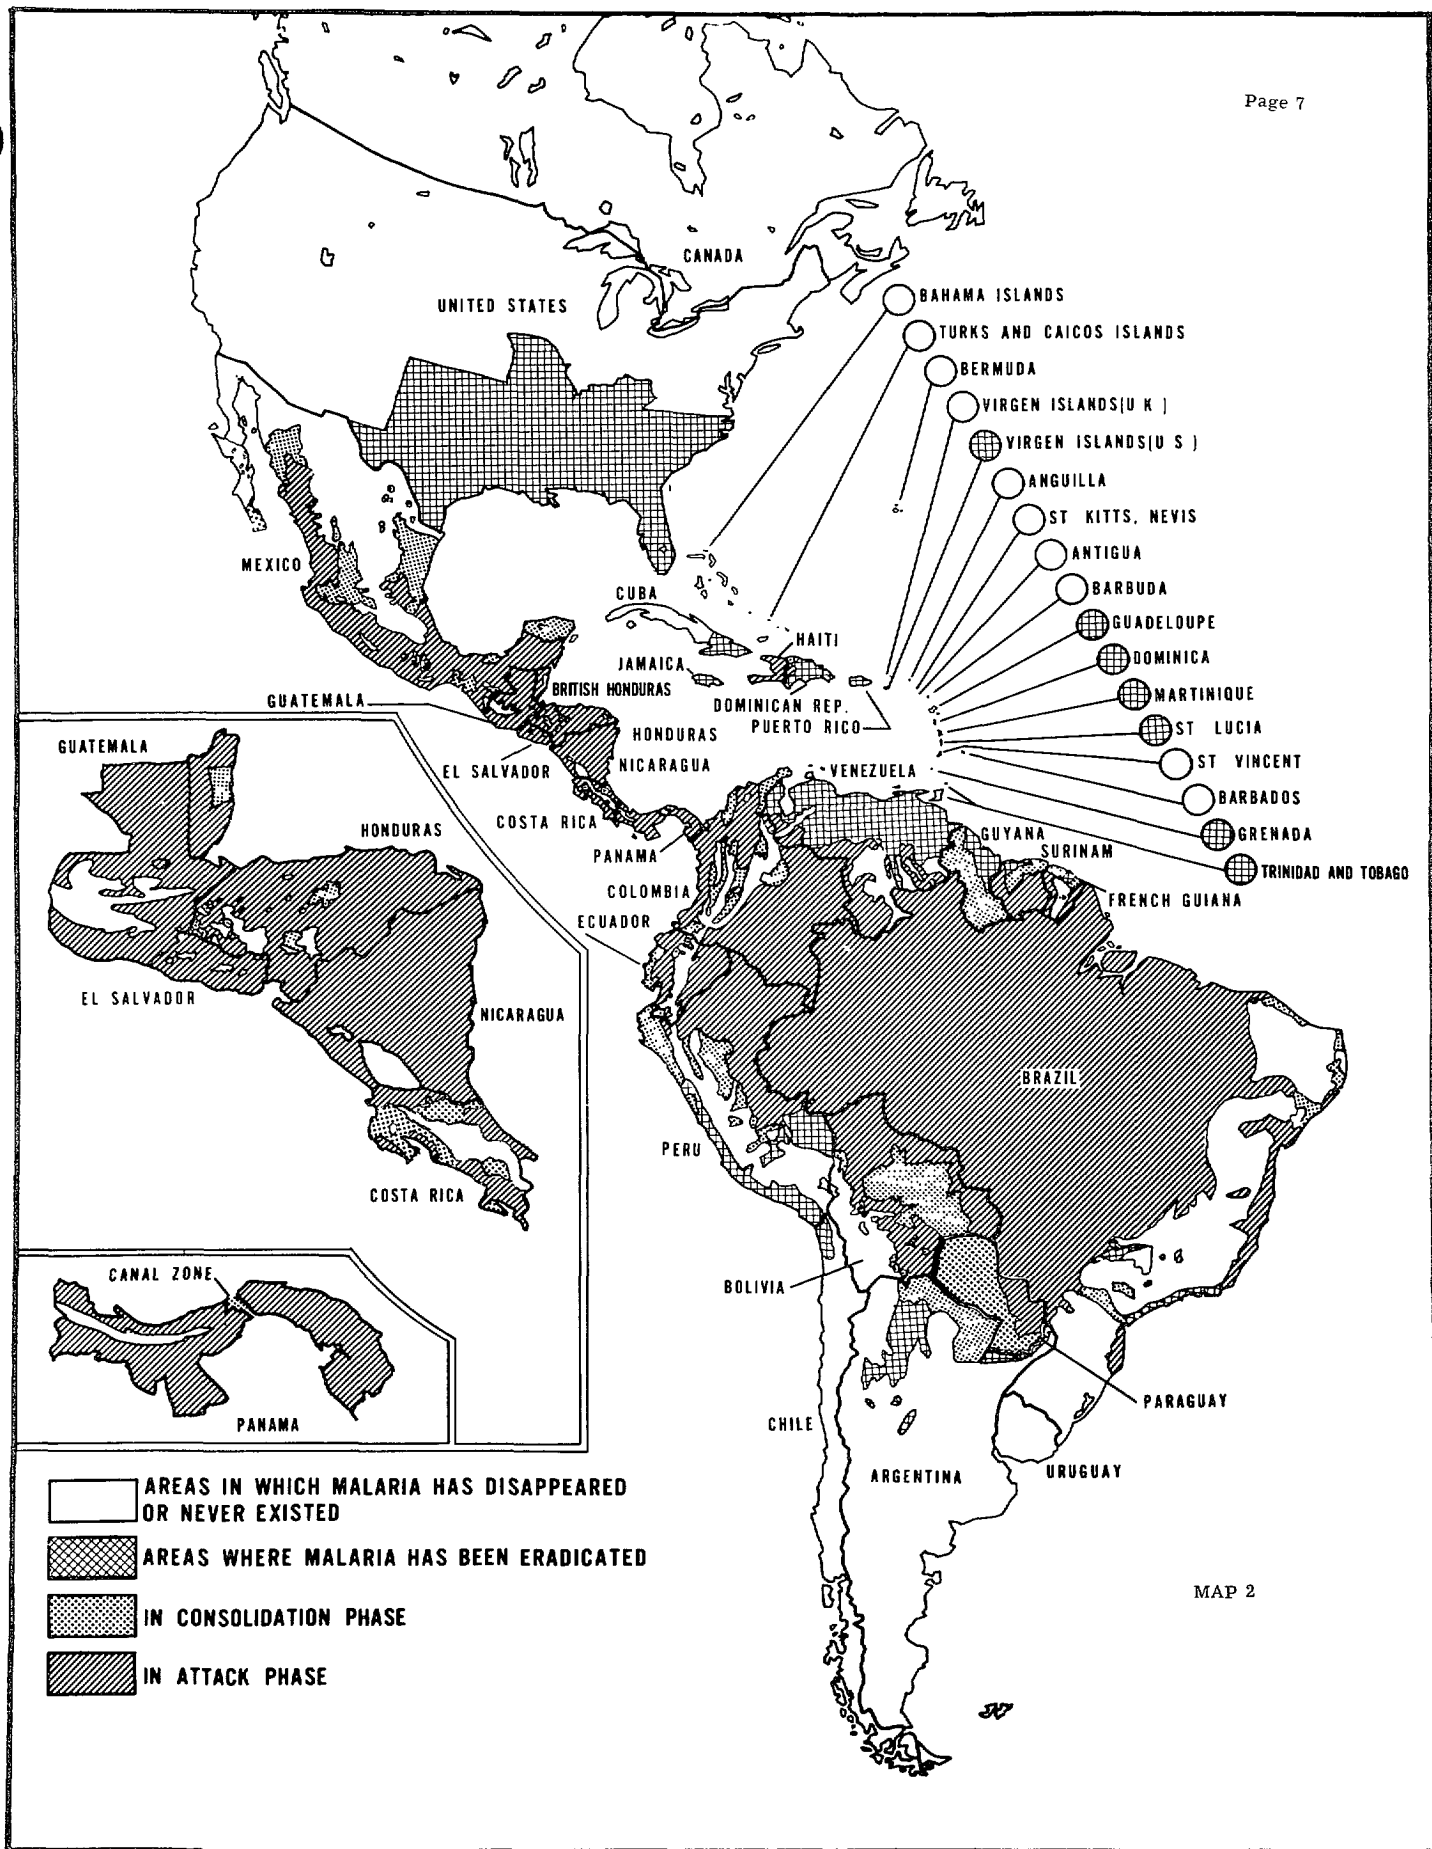 Page 7
CANADA
UNITED STATES
BAHAMA ISLANDS
TURKS AND CAICOS ISLANDS
BERMUDA
VIRGEN ISLANDS(U K )
VIRGEN ISLANDS(U S )
ANGUILLA
ST KITTS, NEVIS
ANTIGUA
BARBUDA
GUADELOUPE
DOMINICA
MARTINIQUE
ST LUCIA
ST VINCENT
BARBADOS
GRENADA
TRINIDAD AND TOBAGO
MEXICO
CUBA
HAITI
JAMAICA
DOMINICAN REP.
PUERTO RICO
BRITISH HONDURAS
GUATEMALA
HONDURAS
NICARAGUA
EL SALVADOR
COSTA RICA
PANAMA
VENEZUELA
COLOMBIA
ECUADOR
GUYANA
SURINAM
FRENCH GUIANA
BRAZIL
PERU
BOLIVIA
CHILE
PARAGUAY
ARGENTINA
URUGUAY
GUATEMALA
HONDURAS
EL SALVADOR
NICARAGUA
COSTA RICA
CANAL ZONE
PANAMA
AREAS IN WHICH MALARIA HAS DISAPPEARED
OR NEVER EXISTED
AREAS WHERE MALARIA HAS BEEN ERADICATED
IN CONSOLIDATION PHASE
IN ATTACK PHASE
MAP 2